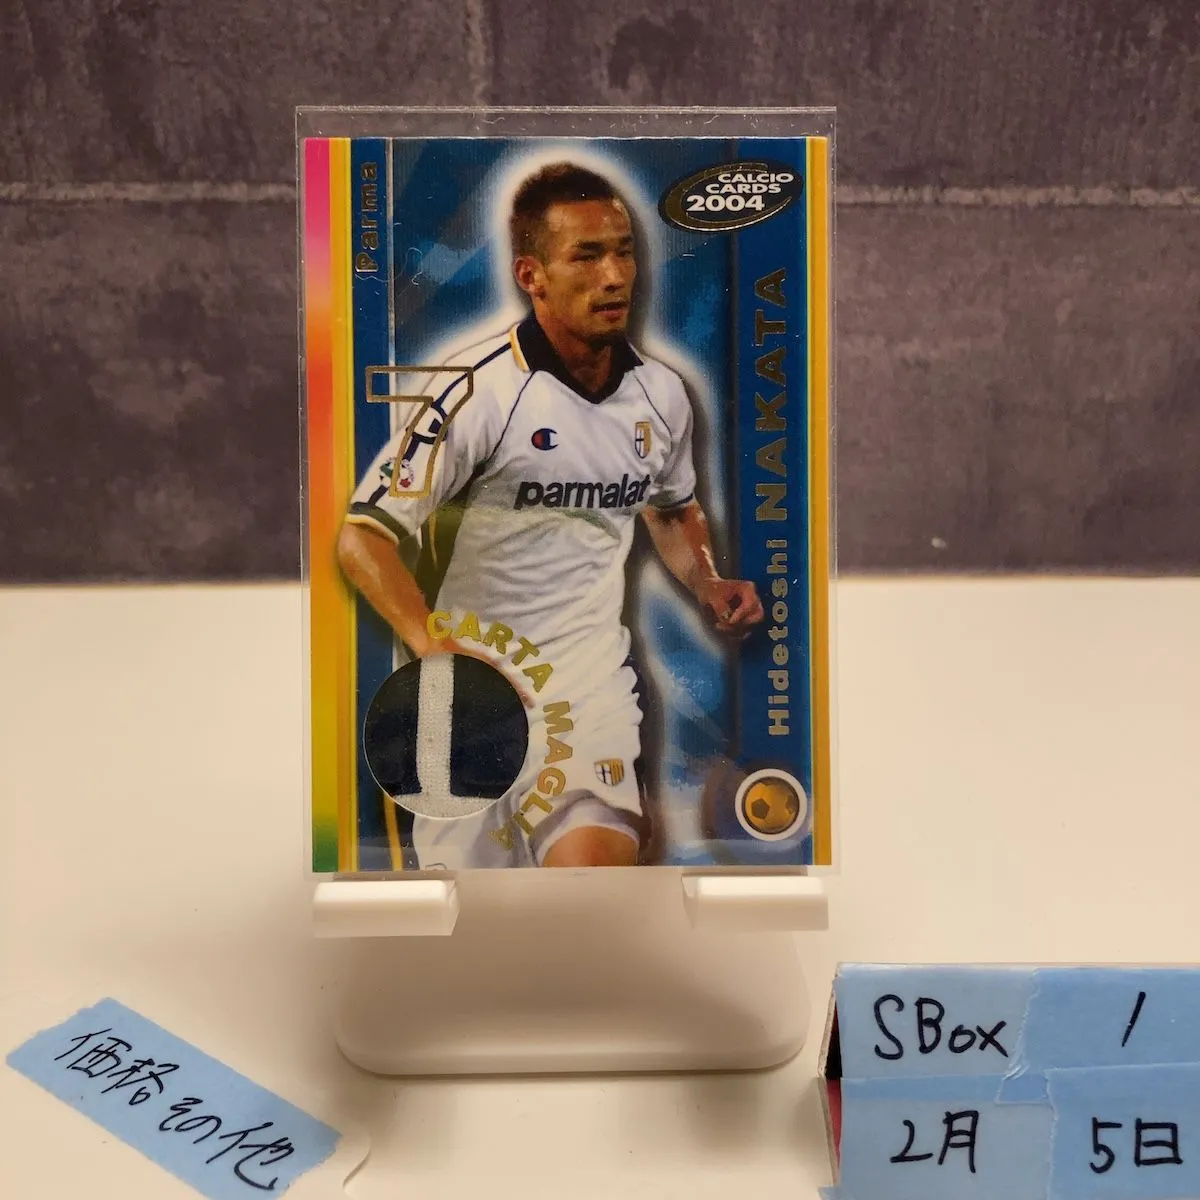 Parma
CALCIO
CARDS
2004
7
parmalat
Hidetoshi NAKATA
CARTA MAGLIA
価格その他
SBox 1
2月 5日